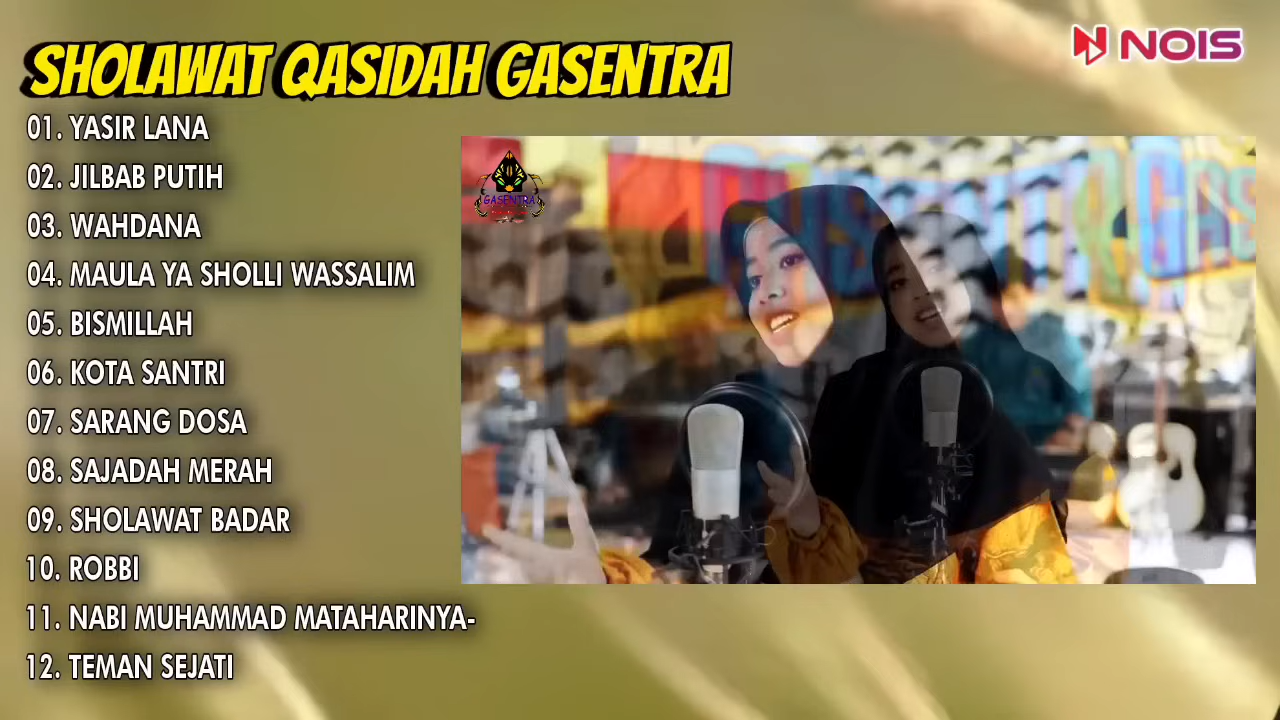 SHOLAWAT QASIDAH GASENTRA
NOIS
01. YASIR LANA
02. JILBAB PUTIH
03. WAHDANA
04. MAULA YA SHOLLI WASSALIM
05. BISMILLAH
06. KOTA SANTRI
07. SARANG DOSA
08. SAJADAH MERAH
09. SHOLAWAT BADAR
10. ROBBI
11. NABI MUHAMMAD MATAHARINYA-
12. TEMAN SEJATI
GASENTRA
GASENTRA
GAS